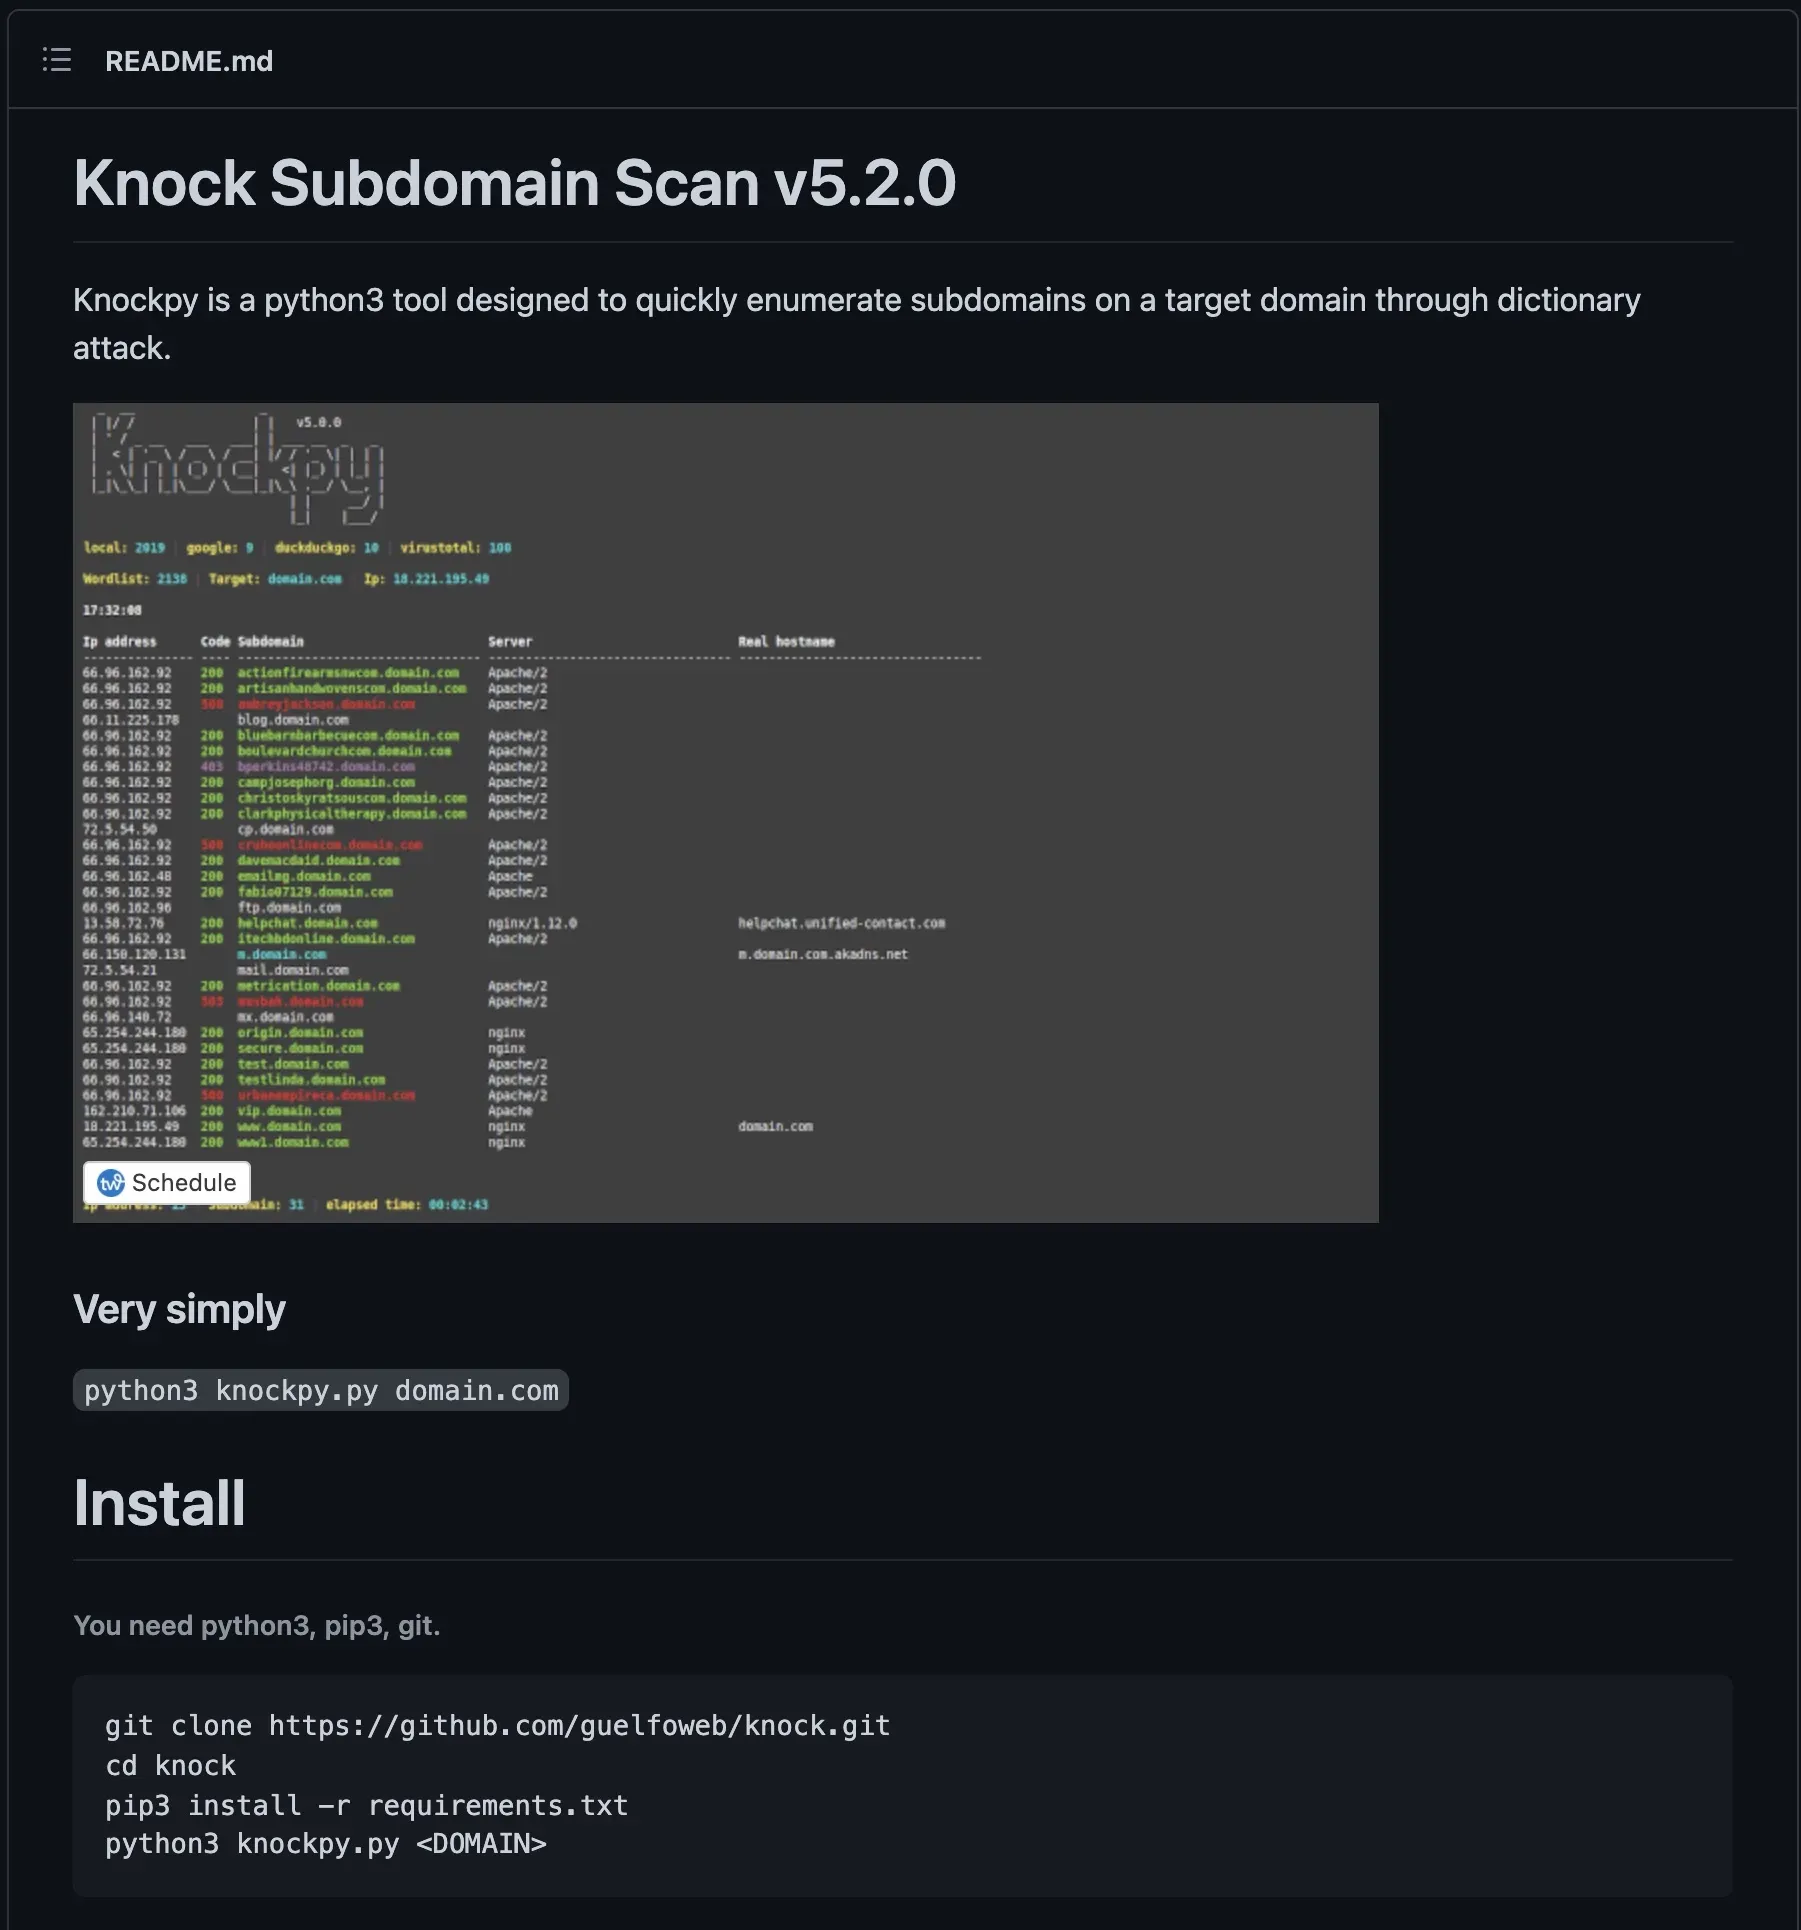 README.md
Knock Subdomain Scan v5.2.0
Knockpy is a python3 tool designed to quickly enumerate subdomains on a target domain through dictionary
attack.
v5.0.0
local: 2019 | google: 9 | duckduckgo: 10 | virustotal: 100
Wordlist: 2138 | Target: domain.com | Ip: 18.221.195.49
17:32:08
Ip address Code Subdomain Server Real hostname
66.96.162.92 200 actionfirearmsnwcom.domain.com Apache/2
66.96.162.92 200 artisanhandwovenscom.domain.com Apache/2
66.96.162.92 500 aubreyjackson.domain.com Apache/2
66.11.225.178 blog.domain.com
66.96.162.92 200 bluebarnbarbecuecom.domain.com Apache/2
66.96.162.92 200 boulevardchurchcom.domain.com Apache/2
66.96.162.92 403 bperkins48742.domain.com Apache/2
66.96.162.92 200 campjosephorg.domain.com Apache/2
66.96.162.92 200 christoskyratsouscom.domain.com Apache/2
66.96.162.92 200 clarkphysicaltherapy.domain.com Apache/2
72.5.54.50 cp.domain.com
66.96.162.92 500 Apache/2
66.96.162.92 200 davemacdaid.domain.com Apache/2
66.96.162.48 200 emailmg.domain.com Apache
66.96.162.92 200 fabio07129.domain.com Apache/2
66.96.162.96 ftp.domain.com
13.58.72.76 200 helpchat.domain.com nginx/1.12.0 helpchat.unified-contact.com
66.96.162.92 200 itechbdonline.domain.com Apache/2
66.150.120.131 m.domain.com m.domain.com.akadns.net
72.5.54.21 mail.domain.com
66.96.162.92 200 metrication.domain.com Apache/2
66.96.162.92 503 Apache/2
66.96.140.72 mx.domain.com
65.254.244.180 200 origin.domain.com nginx
65.254.244.180 200 secure.domain.com nginx
66.96.162.92 200 test.domain.com Apache/2
66.96.162.92 200 testlinda.domain.com Apache/2
66.96.162.92 500 urbanempireca.domain.com Apache/2
162.210.71.106 200 vip.domain.com Apache
18.221.195.49 200 www.domain.com nginx domain.com
65.254.244.180 200 www1.domain.com nginx
Schedule
Ip address: 13 | Subdomain: 31 | elapsed time: 00:02:43
Very simply
python3 knockpy.py domain.com
Install
You need python3, pip3, git.
git clone https://github.com/guelfoweb/knock.git
cd knock
pip3 install -r requirements.txt
python3 knockpy.py <DOMAIN>